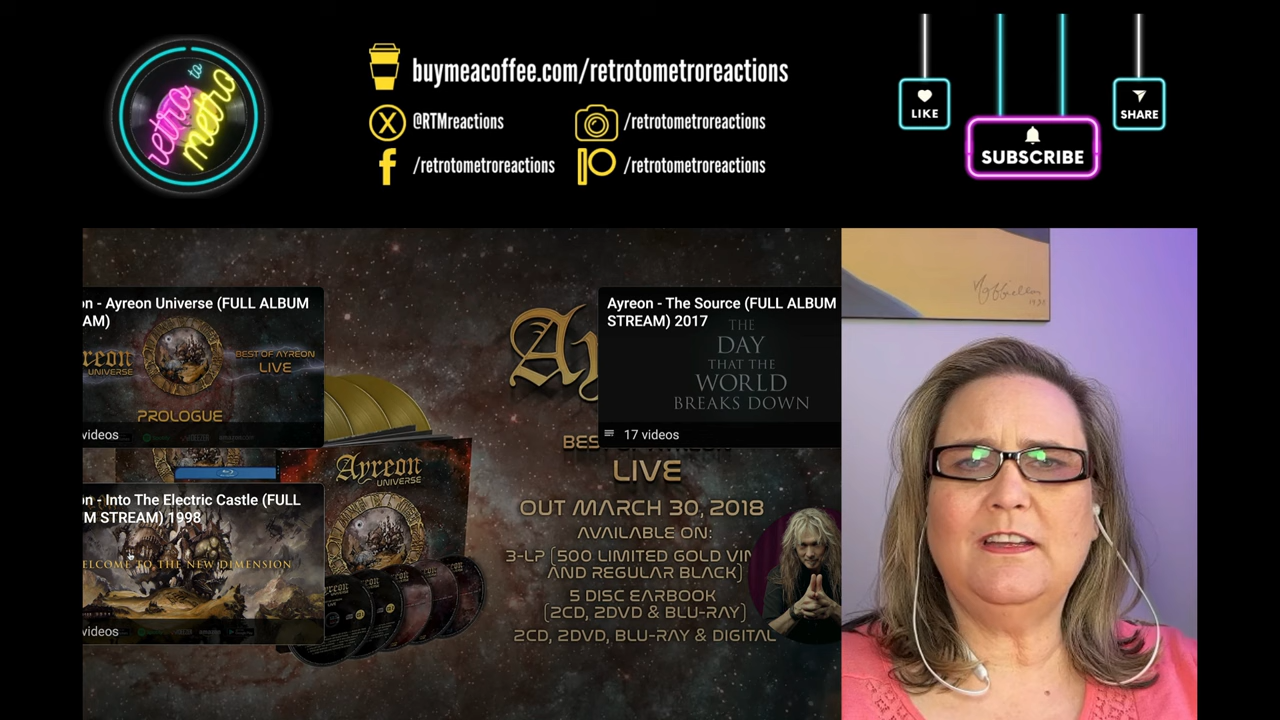 retro to metro
buymeacoffee.com/retrotometroreactions
@RTMreactions
/retrotometroreactions
/retrotometroreactions
/retrotometroreactions
LIKE
SUBSCRIBE
SHARE
n - Ayreon Universe (FULL ALBUM
AM)
reon
UNIVERSE
BEST OF AYREON
LIVE
PROLOGUE
videos
n - Into The Electric Castle (FULL
M STREAM) 1998
ELCOME TO THE NEW DIMENSION
videos
Ayreon
UNIVERSE
Ayreon - The Source (FULL ALBUM
STREAM) 2017
THE
DAY
THAT THE
WORLD
BREAKS DOWN
17 videos
Ay
BES
LIVE
OUT MARCH 30, 2018
AVAILABLE ON:
3-LP (500 LIMITED GOLD VIN
AND REGULAR BLACK)
5 DISC EARBOOK
(2CD, 2DVD & BLU-RAY)
2CD, 2DVD, BLU-RAY & DIGITAL